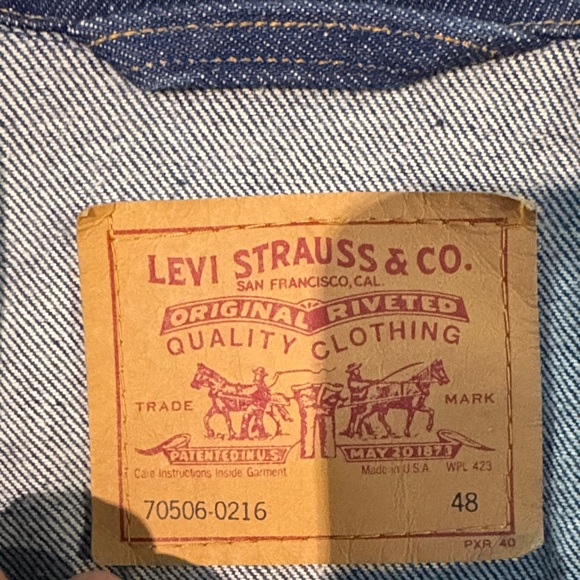 LEVI STRAUSS & CO.
SAN FRANCISCO, CAL.
ORIGINAL RIVETED
QUALITY CLOTHING
TRADE MARK
PATENTED IN U.S. MAY 20 1873
Care Instructions Inside Garment Made in U.S.A. WPL 423
70506-0216 48
PXR 40